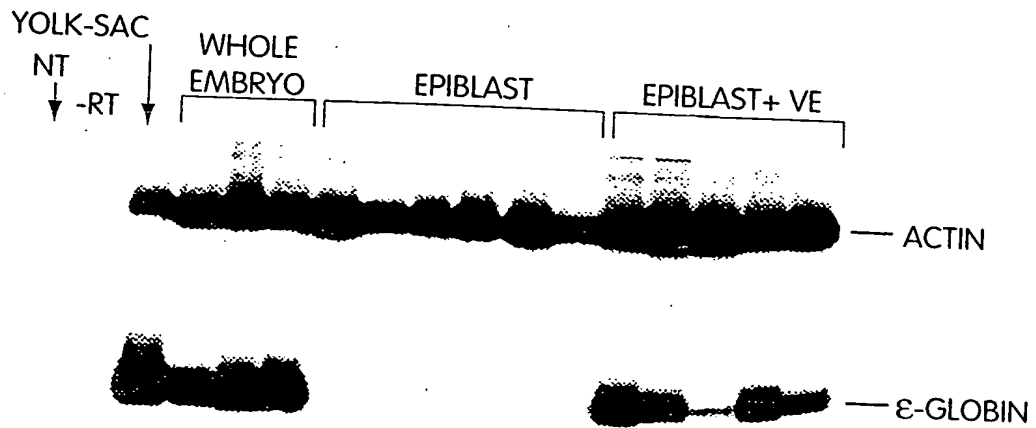 YOLK-SAC
NT
-RT
WHOLE
EMBRYO
EPIBLAST
EPIBLAST+ VE
ACTIN
ε-GLOBIN